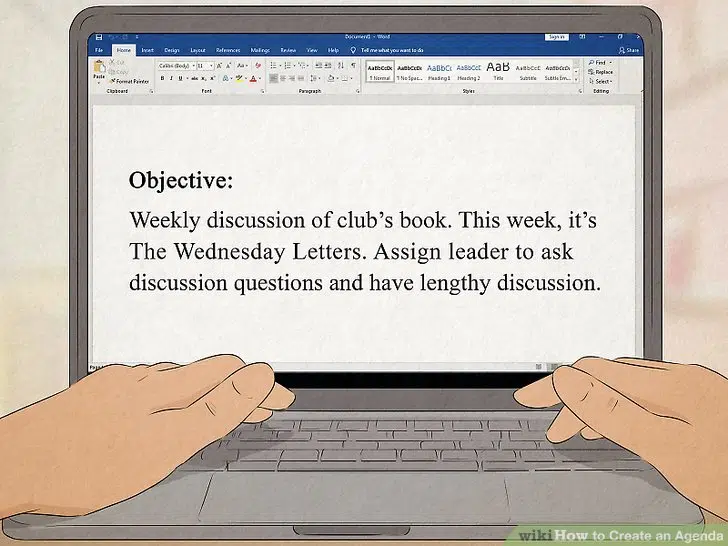 Document1 - Word
Sign in
File Home Insert Design Layout References Mailings Review View Help Tell me what you want to do Share
Paste Cut Copy Format Painter
Calibri (Body) 11
AaBbCcDc AaBbCcDc AaBbCc AaBbCcE AaB AaBbCcD AaBbCcDc
¶ Normal ¶ No Spac... Heading 1 Heading 2 Title Subtitle Subtle Em...
Find
Replace
Select
Clipboard Font Paragraph Styles Editing
Objective:
Weekly discussion of club's book. This week, it's
The Wednesday Letters. Assign leader to ask
discussion questions and have lengthy discussion.
wikiHow to Create an Agenda